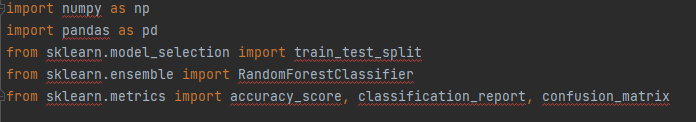 import numpy as np
import pandas as pd
from sklearn.model_selection import train_test_split
from sklearn.ensemble import RandomForestClassifier
from sklearn.metrics import accuracy_score, classification_report, confusion_matrix